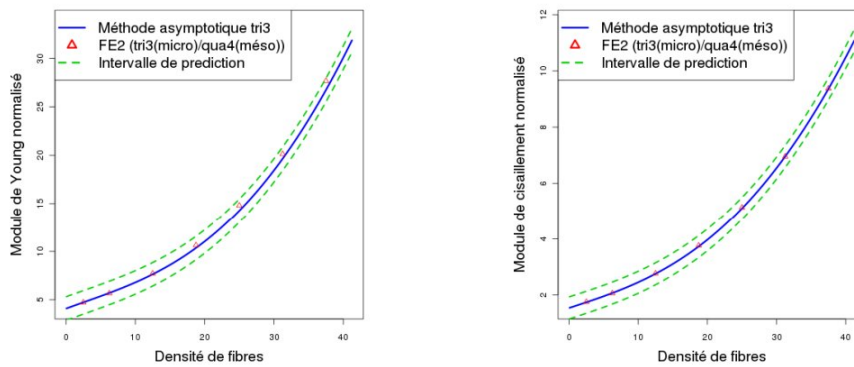 Méthode asymptotique tri3
FE2 (tri3(micro)/qua4(méso))
Intervalle de prediction
Module de Young normalisé
5
10
15
20
25
30
0
10
20
30
40
Densité de fibres
Méthode asymptotique tri3
FE2 (tri3(micro)/qua4(méso))
Intervalle de prediction
Module de cisaillement normalisé
2
4
6
8
10
12
0
10
20
30
40
Densité de fibres